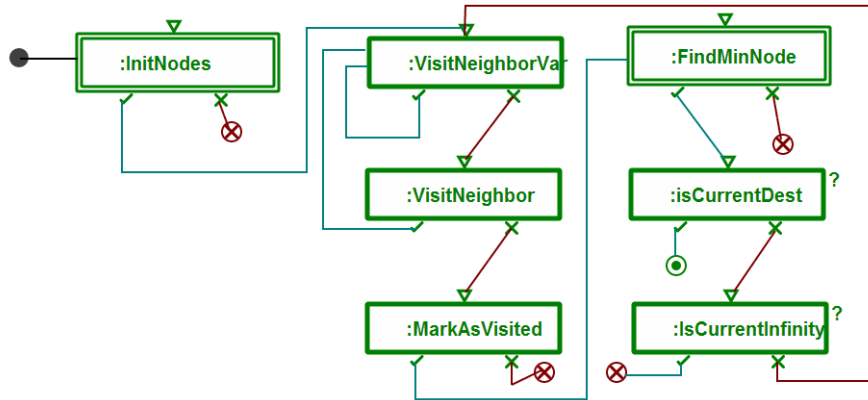 :InitNodes
:VisitNeighborVar
:FindMinNode
:VisitNeighbor
:isCurrentDest
?
:MarkAsVisited
:IsCurrentInfinity
?